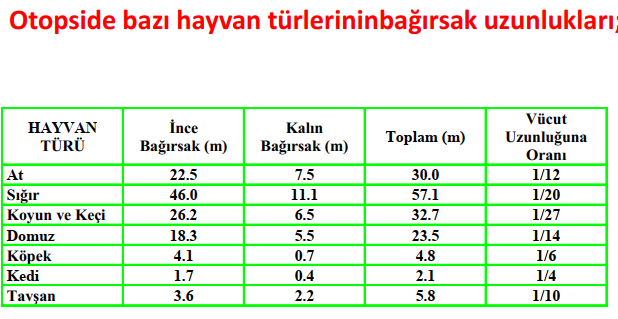 Otopside bazı hayvan türlerininbağırsak uzunlukları;
HAYVAN TÜRÜ İnce Bağırsak (m) Kalın Bağırsak (m) Toplam (m) Vücut Uzunluğuna Oranı
At 22.5 7.5 30.0 1/12
Sığır 46.0 11.1 57.1 1/20
Koyun ve Keçi 26.2 6.5 32.7 1/27
Domuz 18.3 5.5 23.5 1/14
Köpek 4.1 0.7 4.8 1/6
Kedi 1.7 0.4 2.1 1/4
Tavşan 3.6 2.2 5.8 1/10